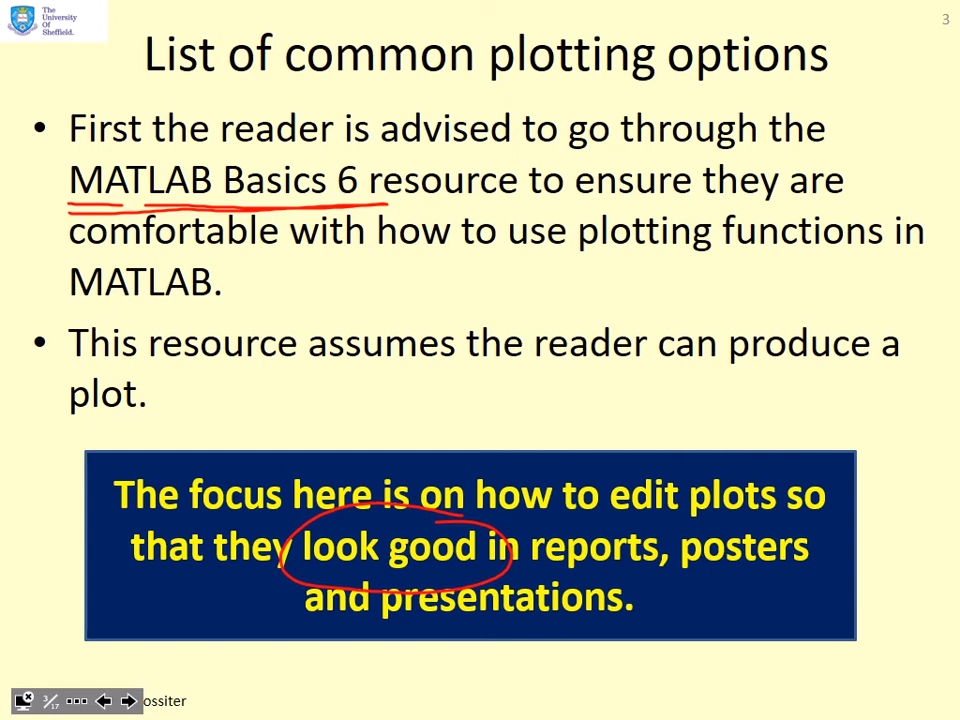 The
University
Of
Sheffield.
3
List of common plotting options
• First the reader is advised to go through the
MATLAB Basics 6 resource to ensure they are
comfortable with how to use plotting functions in
MATLAB.
• This resource assumes the reader can produce a
plot.
The focus here is on how to edit plots so
that they look good in reports, posters
and presentations.
3/17
ossiter